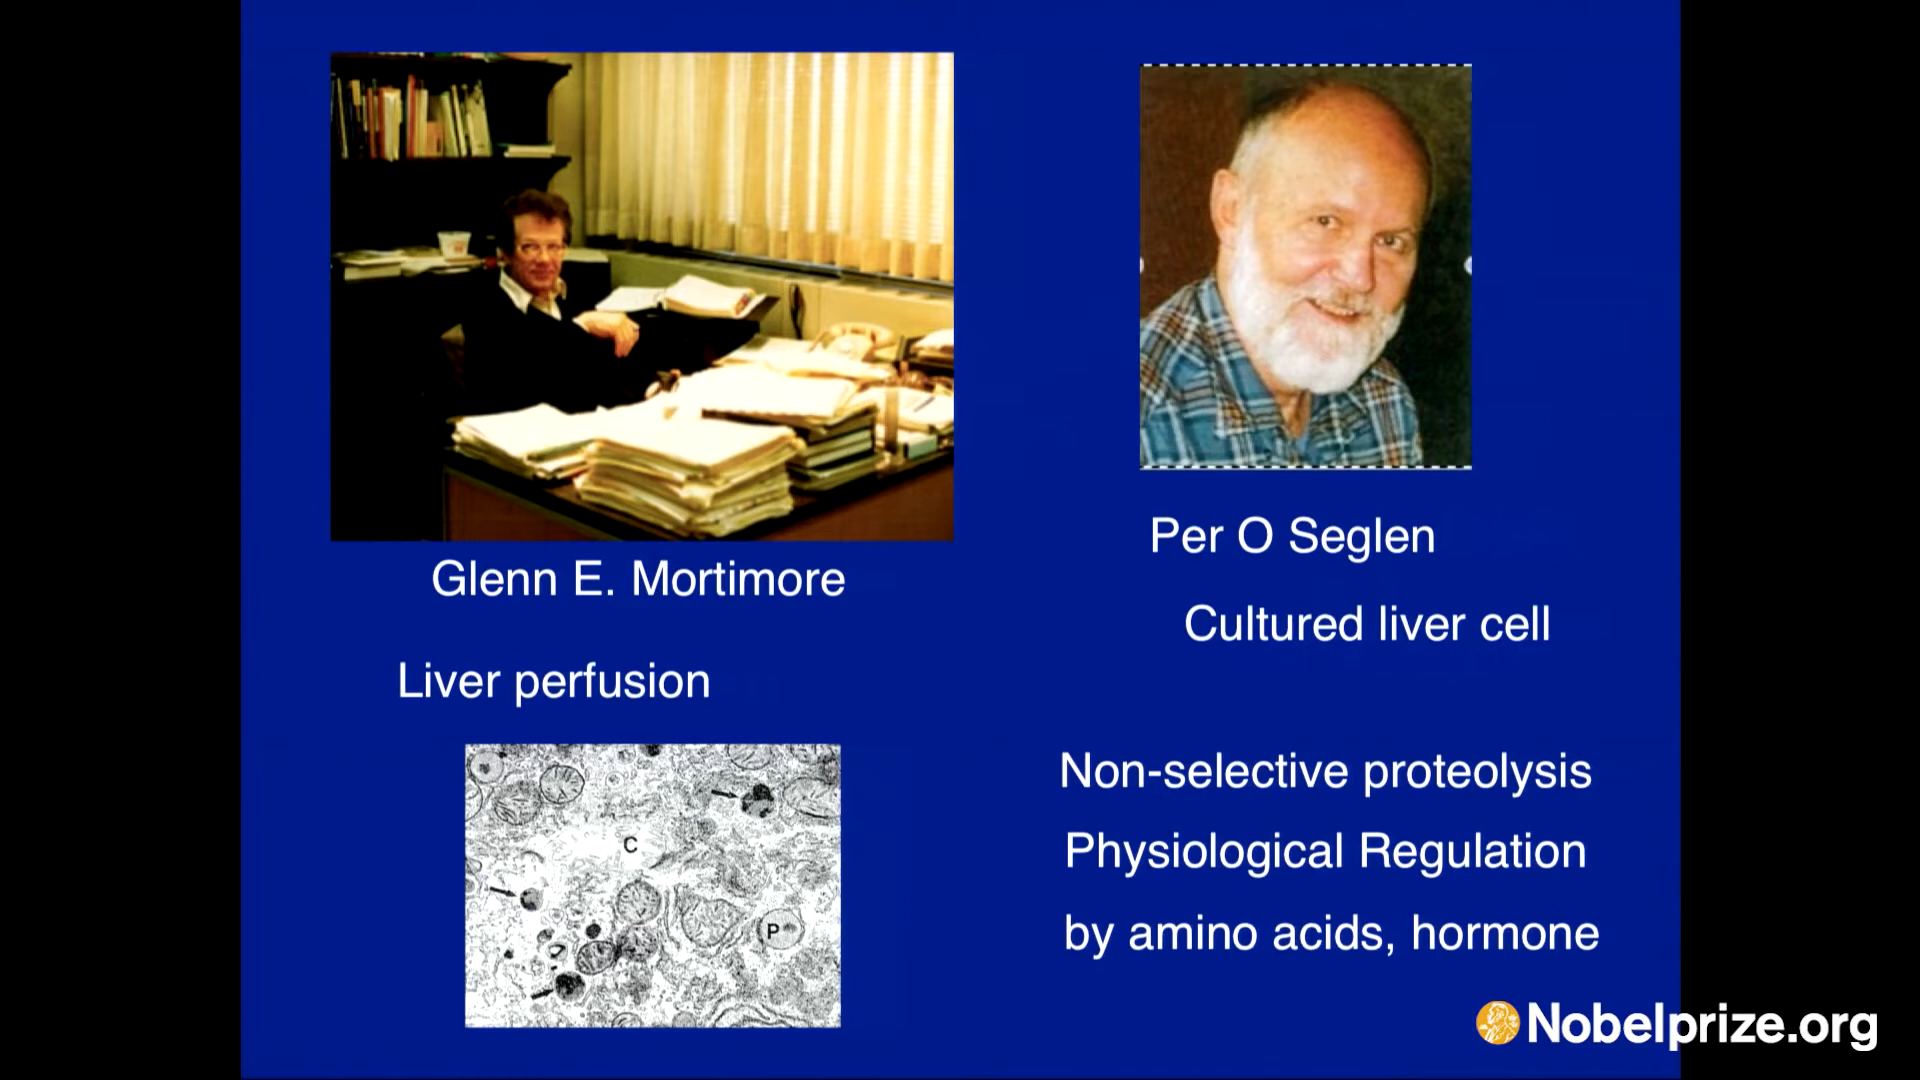 Glenn E. Mortimore
Liver perfusion
C
P
Per O Seglen
Cultured liver cell
Non-selective proteolysis
Physiological Regulation
by amino acids, hormone
Nobelprize.org